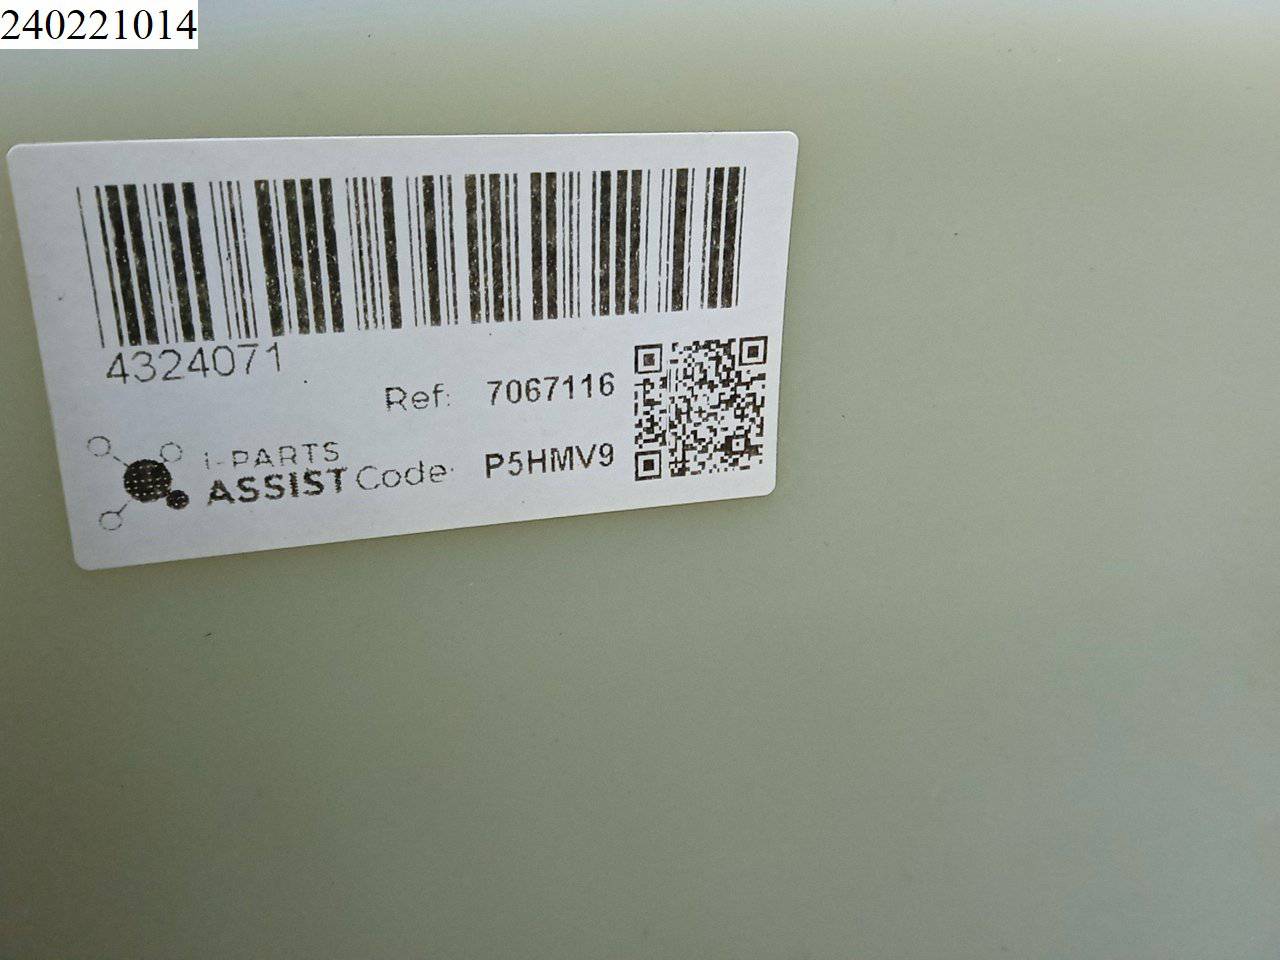 240221014
4324071
Ref: 7067116
i-PARTS
ASSIST Code: P5HMV9